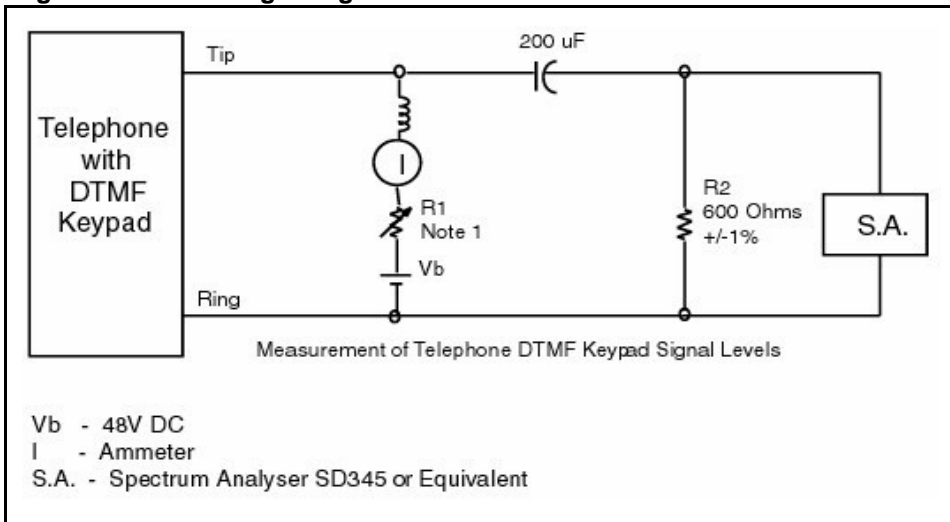 Tip
200 uF
Telephone
with
DTMF
Keypad
I
R1
Note 1
R2
600 Ohms
+/-1%
S.A.
Vb
Ring
Measurement of Telephone DTMF Keypad Signal Levels
Vb - 48V DC
I - Ammeter
S.A. - Spectrum Analyser SD345 or Equivalent